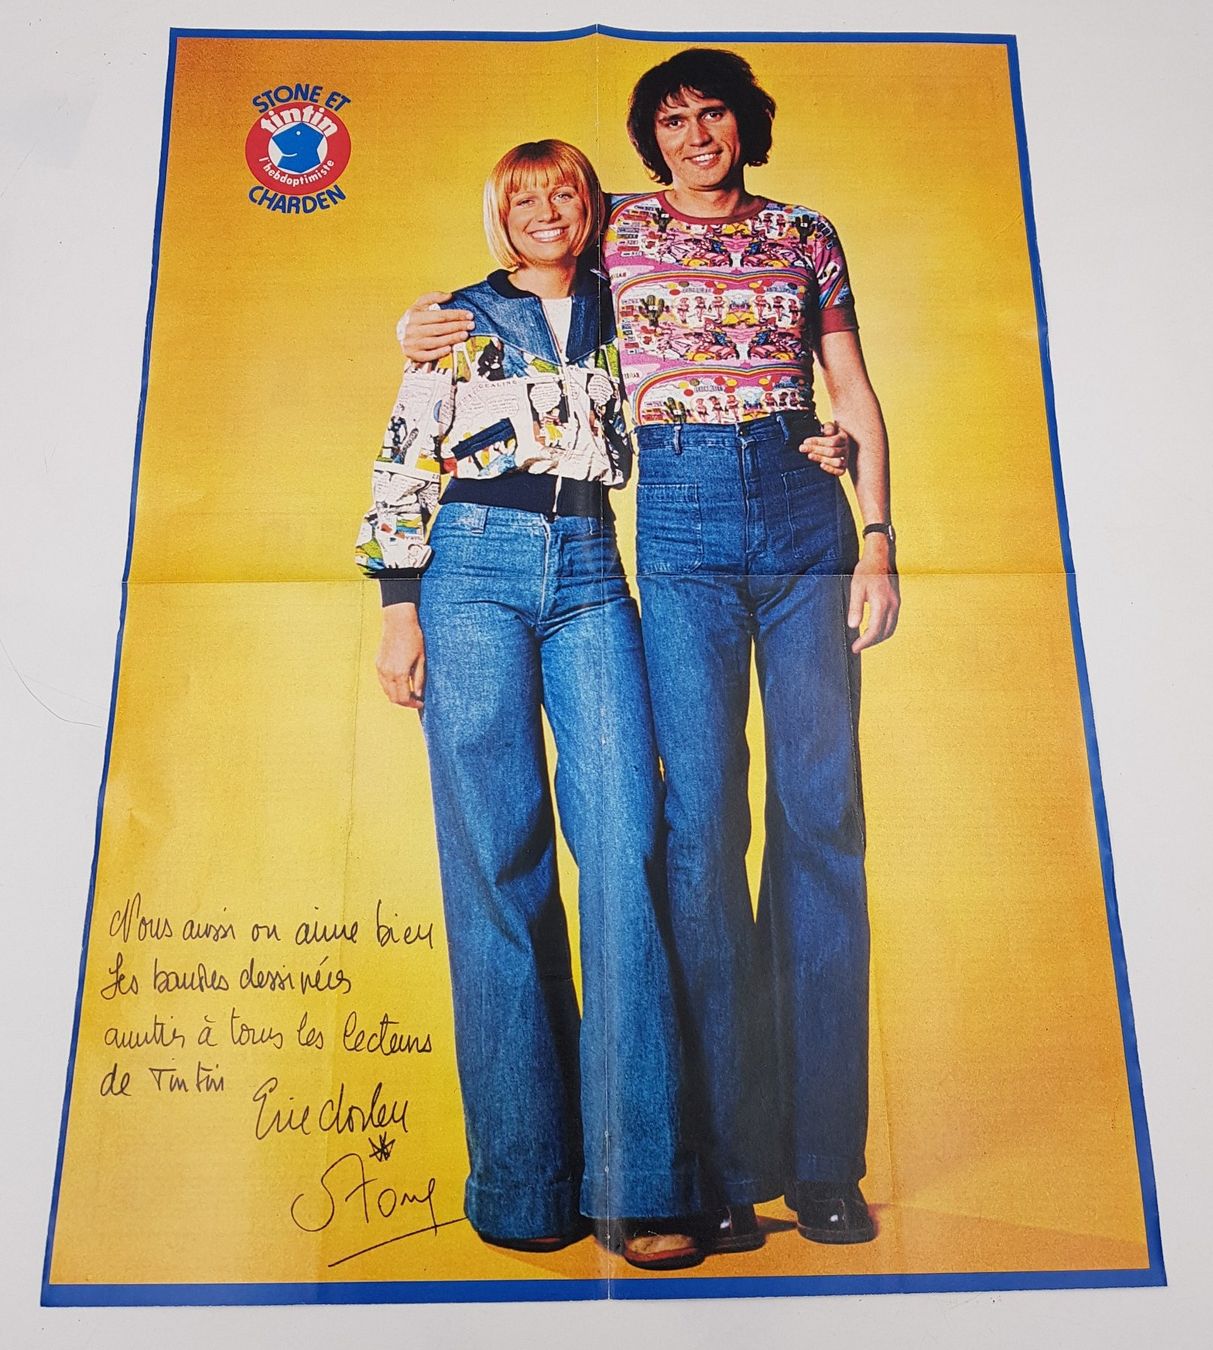 STONE ET
tintin
l'hebdoptimiste
CHARDEN
Nous aussi on aime bien
les bandes dessinées
amitiés à tous les lecteurs
de Tintin
Eric Charden
Stone